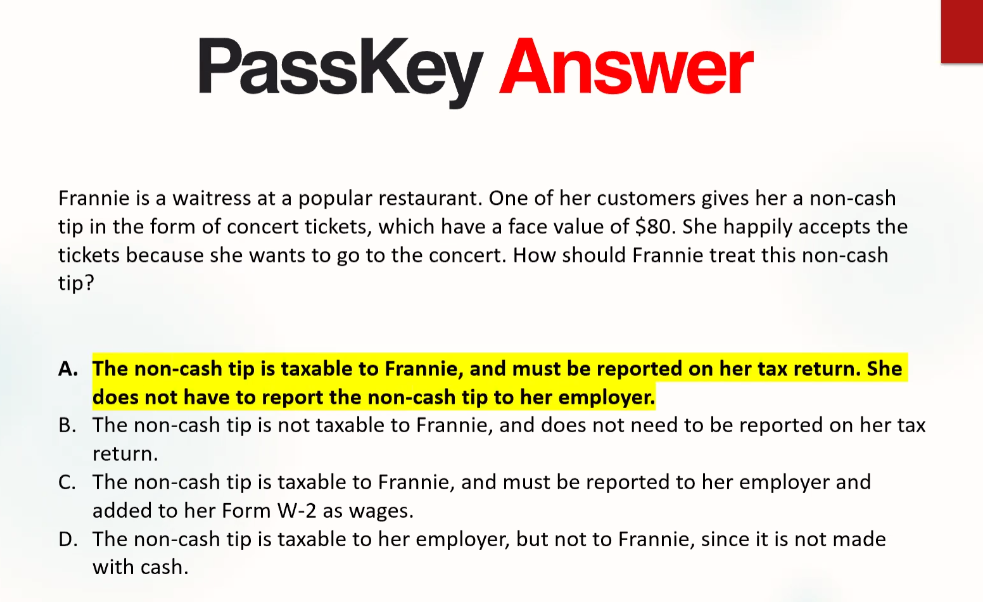 PassKey Answer
Frannie is a waitress at a popular restaurant. One of her customers gives her a non-cash
tip in the form of concert tickets, which have a face value of $80. She happily accepts the
tickets because she wants to go to the concert. How should Frannie treat this non-cash
tip?
A. The non-cash tip is taxable to Frannie, and must be reported on her tax return. She
does not have to report the non-cash tip to her employer.
B. The non-cash tip is not taxable to Frannie, and does not need to be reported on her tax
return.
C. The non-cash tip is taxable to Frannie, and must be reported to her employer and
added to her Form W-2 as wages.
D. The non-cash tip is taxable to her employer, but not to Frannie, since it is not made
with cash.